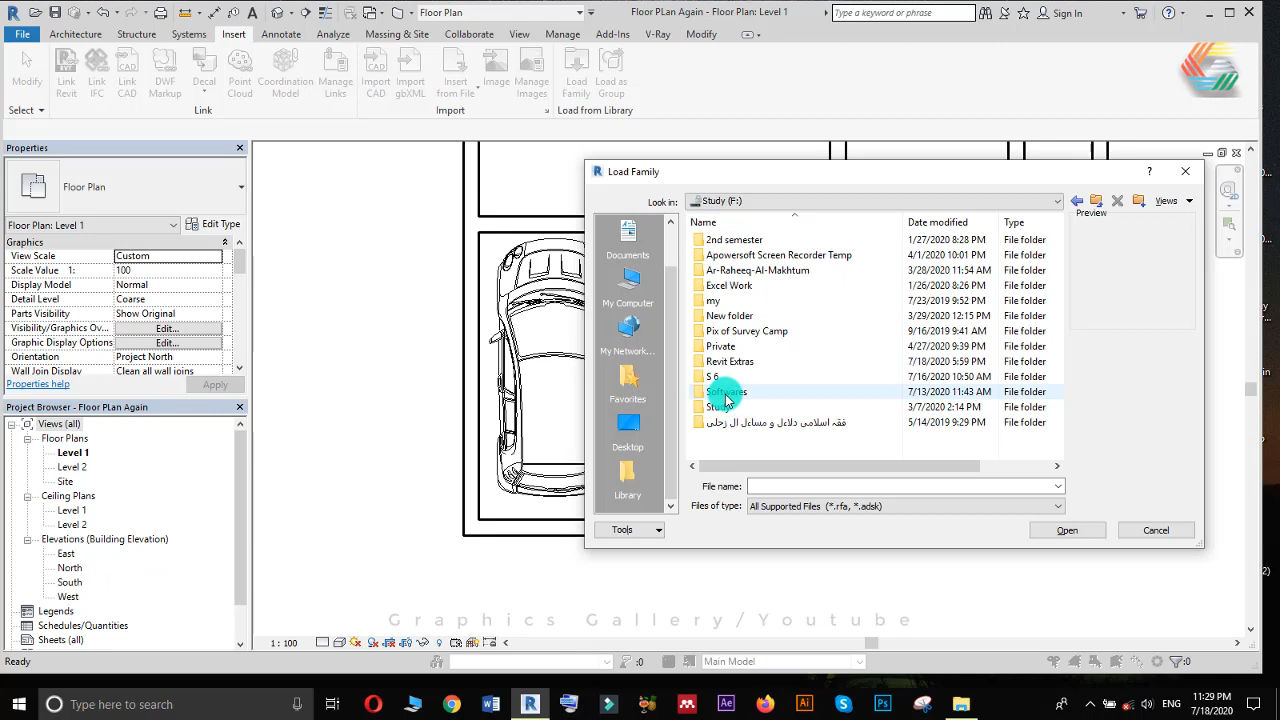 Floor Plan
Floor Plan Again - Floor Plan: Level 1
Type a keyword or phrase
Sign In
File
Architecture
Structure
Systems
Insert
Annotate
Analyze
Massing & Site
Collaborate
View
Manage
Add-Ins
V-Ray
Modify
Modify
Link Revit
Link IFC
Link CAD
DWF Markup
Decal
Point Cloud
Coordination Model
Manage Links
Import CAD
Import gbXML
Insert from File
Image
Manage Images
Load Family
Load as Group
Select
Link
Import
Load from Library
Properties
Floor Plan
Floor Plan: Level 1
Edit Type
Graphics
View Scale Custom
Scale Value 1: 100
Display Model Normal
Detail Level Coarse
Parts Visibility Show Original
Visibility/Graphics Ov... Edit...
Graphic Display Options Edit...
Orientation Project North
Wall Join Display Clean all wall joins
Properties help
Apply
Project Browser - Floor PLan Again
Views (all)
Floor Plans
Level 1
Level 2
Site
Ceiling Plans
Level 1
Level 2
Elevations (Building Elevation)
East
North
South
West
Legends
Schedules/Quantities
Sheets (all)
Load Family
Look in: Study (F:)
Views
Documents
My Computer
My Network...
Favorites
Desktop
Library
Name Date modified Type
2nd semester 1/27/2020 8:28 PM File folder
Apowersoft Screen Recorder Temp 4/1/2020 10:01 PM File folder
Ar-Raheeq-Al-Makhtum 3/28/2020 11:54 AM File folder
Excel Work 1/26/2020 8:28 PM File folder
my 7/23/2019 9:52 PM File folder
New folder 3/29/2020 12:15 PM File folder
Pix of Survey Camp 9/16/2019 9:41 AM File folder
Private 4/27/2020 9:39 PM File folder
Revit Extras 7/18/2020 5:59 PM File folder
S 6 7/16/2020 10:50 AM File folder
Softwares 7/13/2020 11:43 AM File folder
Study 3/7/2020 2:14 PM File folder
فقہ اسلامی دلاءل و مساءل ال زحلی 5/14/2019 9:29 PM File folder
Preview
File name:
Files of type: All Supported Files (*.rfa, *.adsk)
Tools
Open
Cancel
Graphics Gallery/Youtube
1 : 100
Ready
:0
Main Model
:0
Type here to search
ENG
11:29 PM
7/18/2020